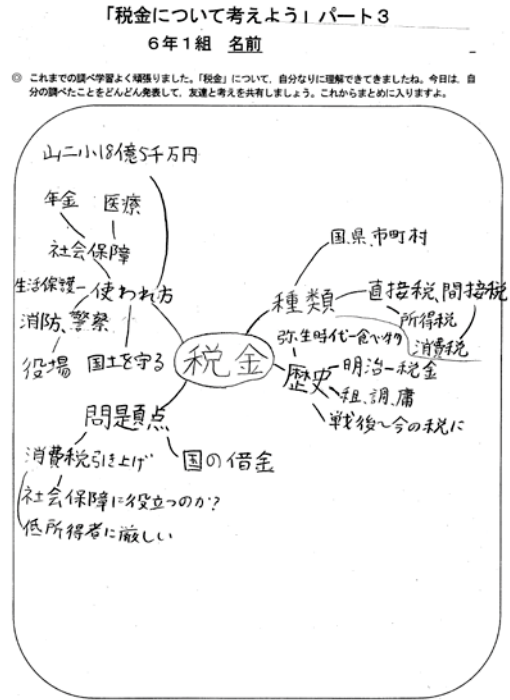 「税金について考えよう」パート３
６年１組 名前
◎ これまでの調べ学習よく頑張りました。「税金」について、自分なりに理解できてきましたね。今日は、自
分の調べたことをどんどん発表して、友達と考えを共有しましょう。これからまとめに入りますよ。
山二小18億5千万円
年金 医療
社会保障
生活保護ー使われ方
消防、警察
役場 国土を守る
税金
国、県、市町村
種類 直接税、間接税
所得税
消費税
弥生時代ー食べ物
歴史 明治ー税金
租、調、庸
戦後～今の税に
問題点
消費税引き上げ 国の借金
社会保障に役立つのか？
低所得者に厳しい